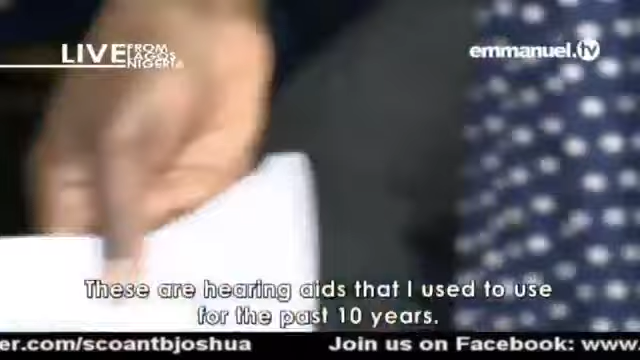 LIVE FROM LAGOS NIGERIA
emmanuel.tv
These are hearing aids that I used to use
for the past 10 years.
er.com/scoantbjoshua
Join us on Facebook: www.